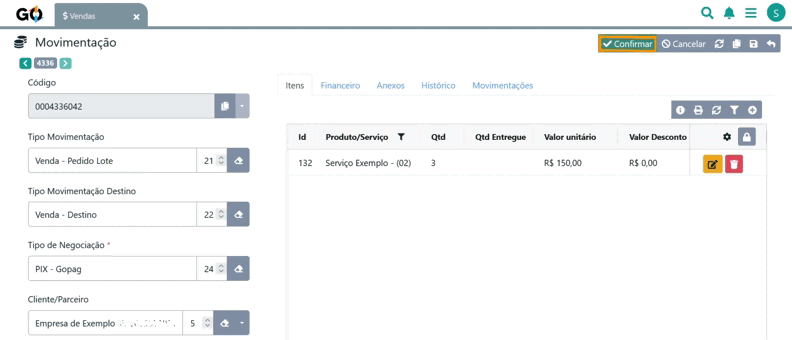 GO
$ Vendas
S
Movimentação
Confirmar
Cancelar
4336
Código
0004336042
Tipo Movimentação
Venda - Pedido Lote 21
Tipo Movimentação Destino
Venda - Destino 22
Tipo de Negociação *
PIX - Gopag 24
Cliente/Parceiro
Empresa de Exemplo 5
Itens Financeiro Anexos Histórico Movimentações
Id Produto/Serviço Qtd Qtd Entregue Valor unitário Valor Desconto
132 Serviço Exemplo - (02) 3 R$ 150,00 R$ 0,00